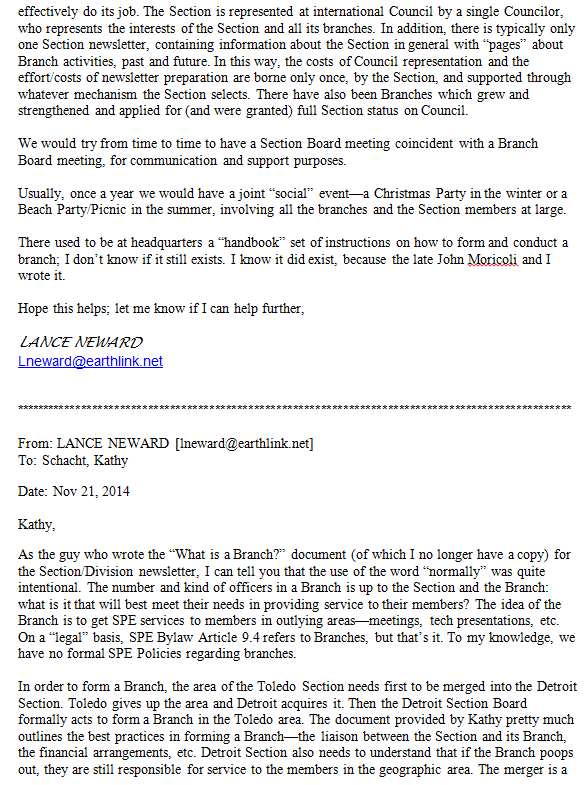 effectively do its job. The Section is represented at international Council by a single Councilor,
who represents the interests of the Section and all its branches. In addition, there is typically only
one Section newsletter, containing information about the Section in general with “pages” about
Branch activities, past and future. In this way, the costs of Council representation and the
effort/costs of newsletter preparation are borne only once, by the Section, and supported through
whatever mechanism the Section selects. There have also been Branches which grew and
strengthened and applied for (and were granted) full Section status on Council.
We would try from time to time to have a Section Board meeting coincident with a Branch
Board meeting, for communication and support purposes.
Usually, once a year we would have a joint “social” event—a Christmas Party in the winter or a
Beach Party/Picnic in the summer, involving all the branches and the Section members at large.
There used to be at headquarters a “handbook” set of instructions on how to form and conduct a
branch; I don’t know if it still exists. I know it did exist, because the late John Moricoli and I
wrote it.
Hope this helps; let me know if I can help further,
LANCE NEWARD
Lneward@earthlink.net
******************************************************************************************************
From: LANCE NEWARD [lneward@earthlink.net]
To: Schacht, Kathy
Date: Nov 21, 2014
Kathy,
As the guy who wrote the “What is a Branch?” document (of which I no longer have a copy) for
the Section/Division newsletter, I can tell you that the use of the word “normally” was quite
intentional. The number and kind of officers in a Branch is up to the Section and the Branch:
what is it that will best meet their needs in providing service to their members? The idea of the
Branch is to get SPE services to members in outlying areas—meetings, tech presentations, etc.
On a “legal” basis, SPE Bylaw Article 9.4 refers to Branches, but that’s it. To my knowledge, we
have no formal SPE Policies regarding branches.
In order to form a Branch, the area of the Toledo Section needs first to be merged into the Detroit
Section. Toledo gives up the area and Detroit acquires it. Then the Detroit Section Board
formally acts to form a Branch in the Toledo area. The document provided by Kathy pretty much
outlines the best practices in forming a Branch—the liaison between the Section and its Branch,
the financial arrangements, etc. Detroit Section also needs to understand that if the Branch poops
out, they are still responsible for service to the members in the geographic area. The merger is a